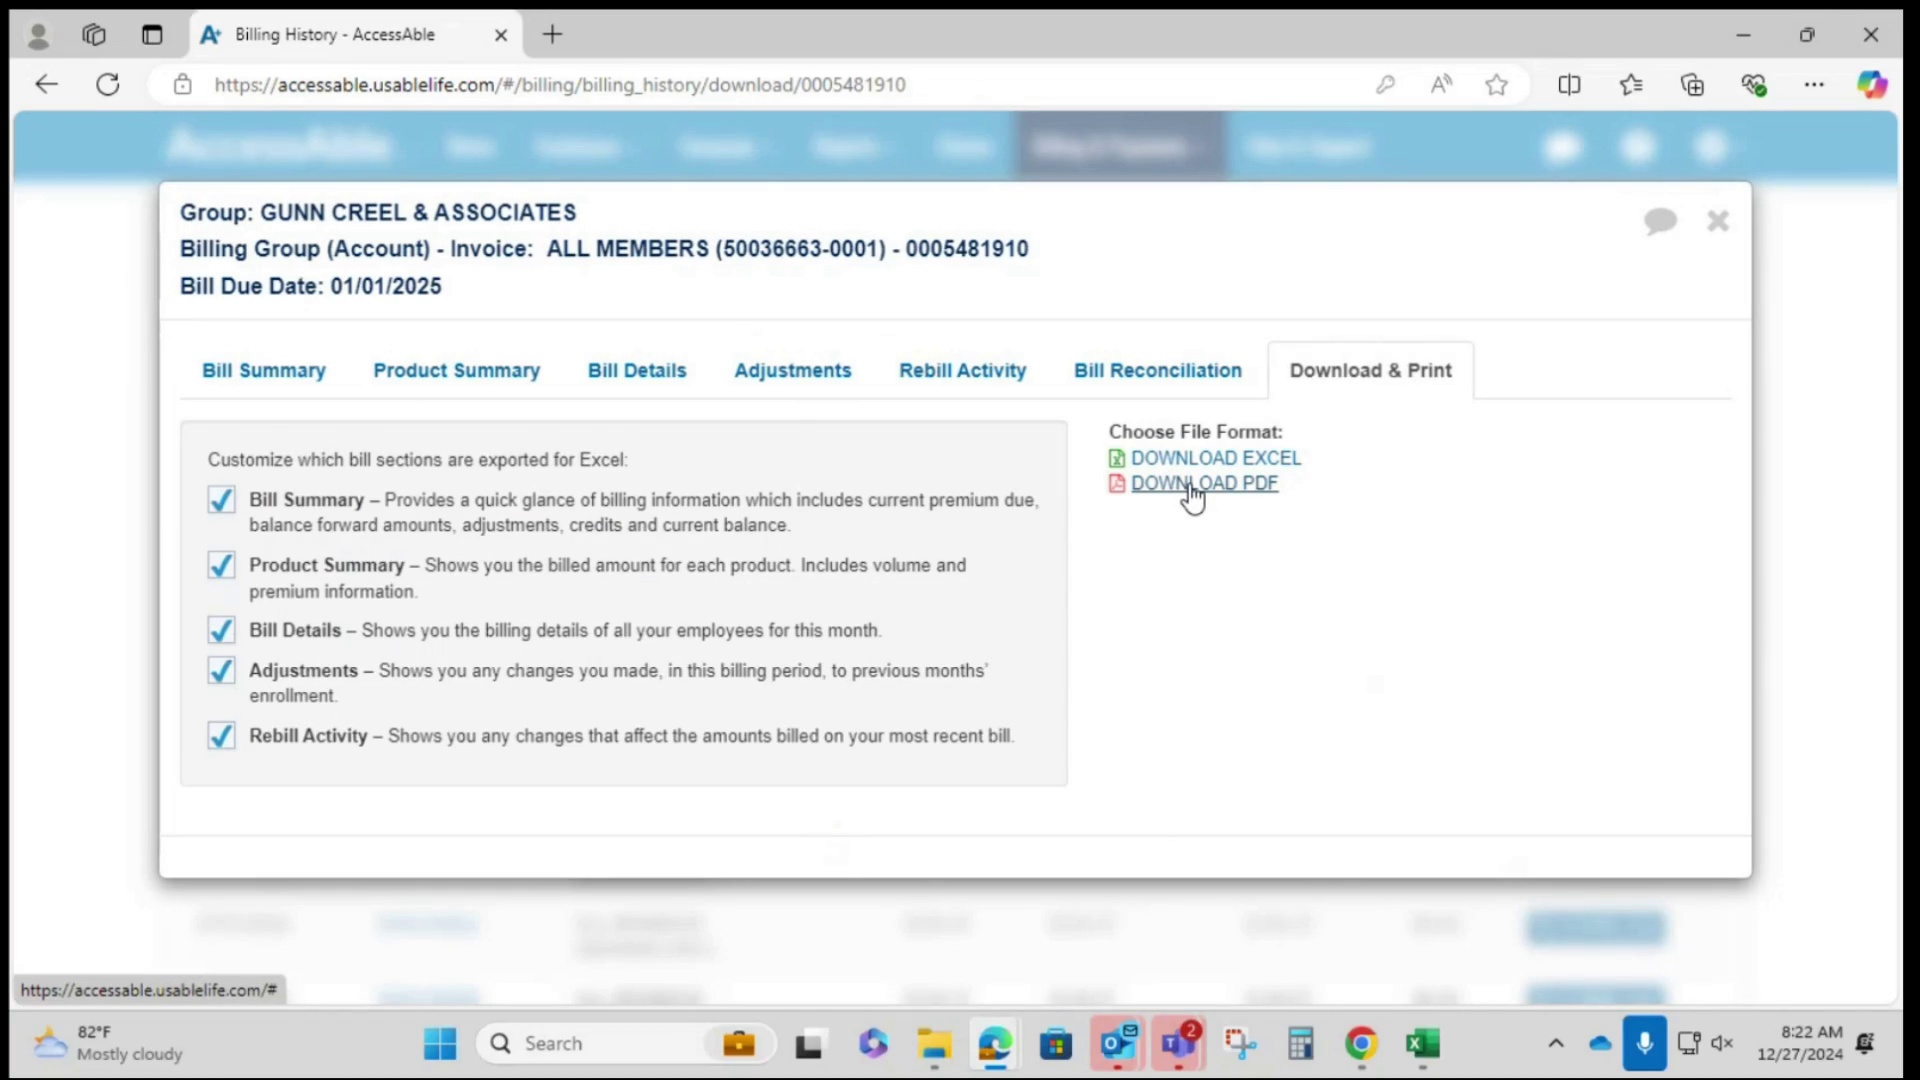 Billing History - AccessAble
https://accessable.usablelife.com/#/billing/billing_history/download/0005481910
AccessAble
Group: GUNN CREEL & ASSOCIATES
Billing Group (Account) - Invoice: ALL MEMBERS (50036663-0001) - 0005481910
Bill Due Date: 01/01/2025
Bill Summary
Product Summary
Bill Details
Adjustments
Rebill Activity
Bill Reconciliation
Download & Print
Customize which bill sections are exported for Excel:
Bill Summary – Provides a quick glance of billing information which includes current premium due,
balance forward amounts, adjustments, credits and current balance.
Product Summary – Shows you the billed amount for each product. Includes volume and
premium information.
Bill Details – Shows you the billing details of all your employees for this month.
Adjustments – Shows you any changes you made, in this billing period, to previous months'
enrollment.
Rebill Activity – Shows you any changes that affect the amounts billed on your most recent bill.
Choose File Format:
DOWNLOAD EXCEL
DOWNLOAD PDF
https://accessable.usablelife.com/#
82°F
Mostly cloudy
Search
2
8:22 AM
12/27/2024